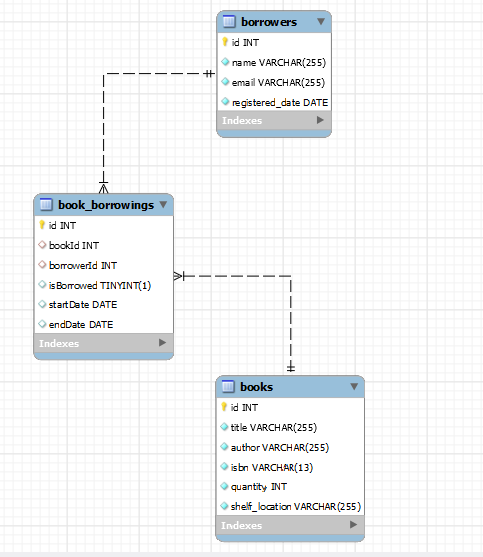 borrowers
id INT
name VARCHAR(255)
email VARCHAR(255)
registered_date DATE
Indexes
book_borrowings
id INT
bookId INT
borrowerId INT
isBorrowed TINYINT(1)
startDate DATE
endDate DATE
Indexes
books
id INT
title VARCHAR(255)
author VARCHAR(255)
isbn VARCHAR(13)
quantity INT
shelf_location VARCHAR(255)
Indexes